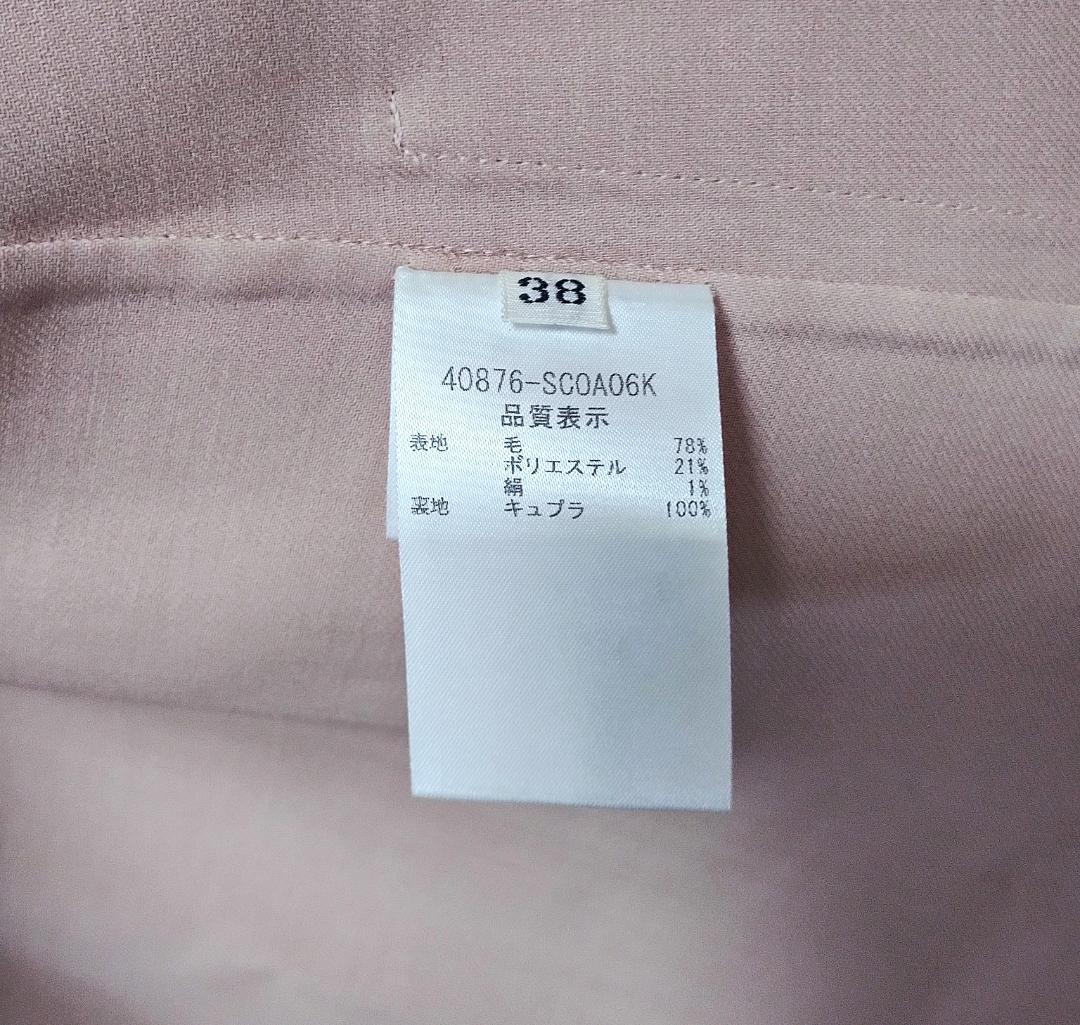 38
40876-SC0A06K
品質表示
表地 毛 78%
ポリエステル 21%
絹 1%
裏地 キュプラ 100%